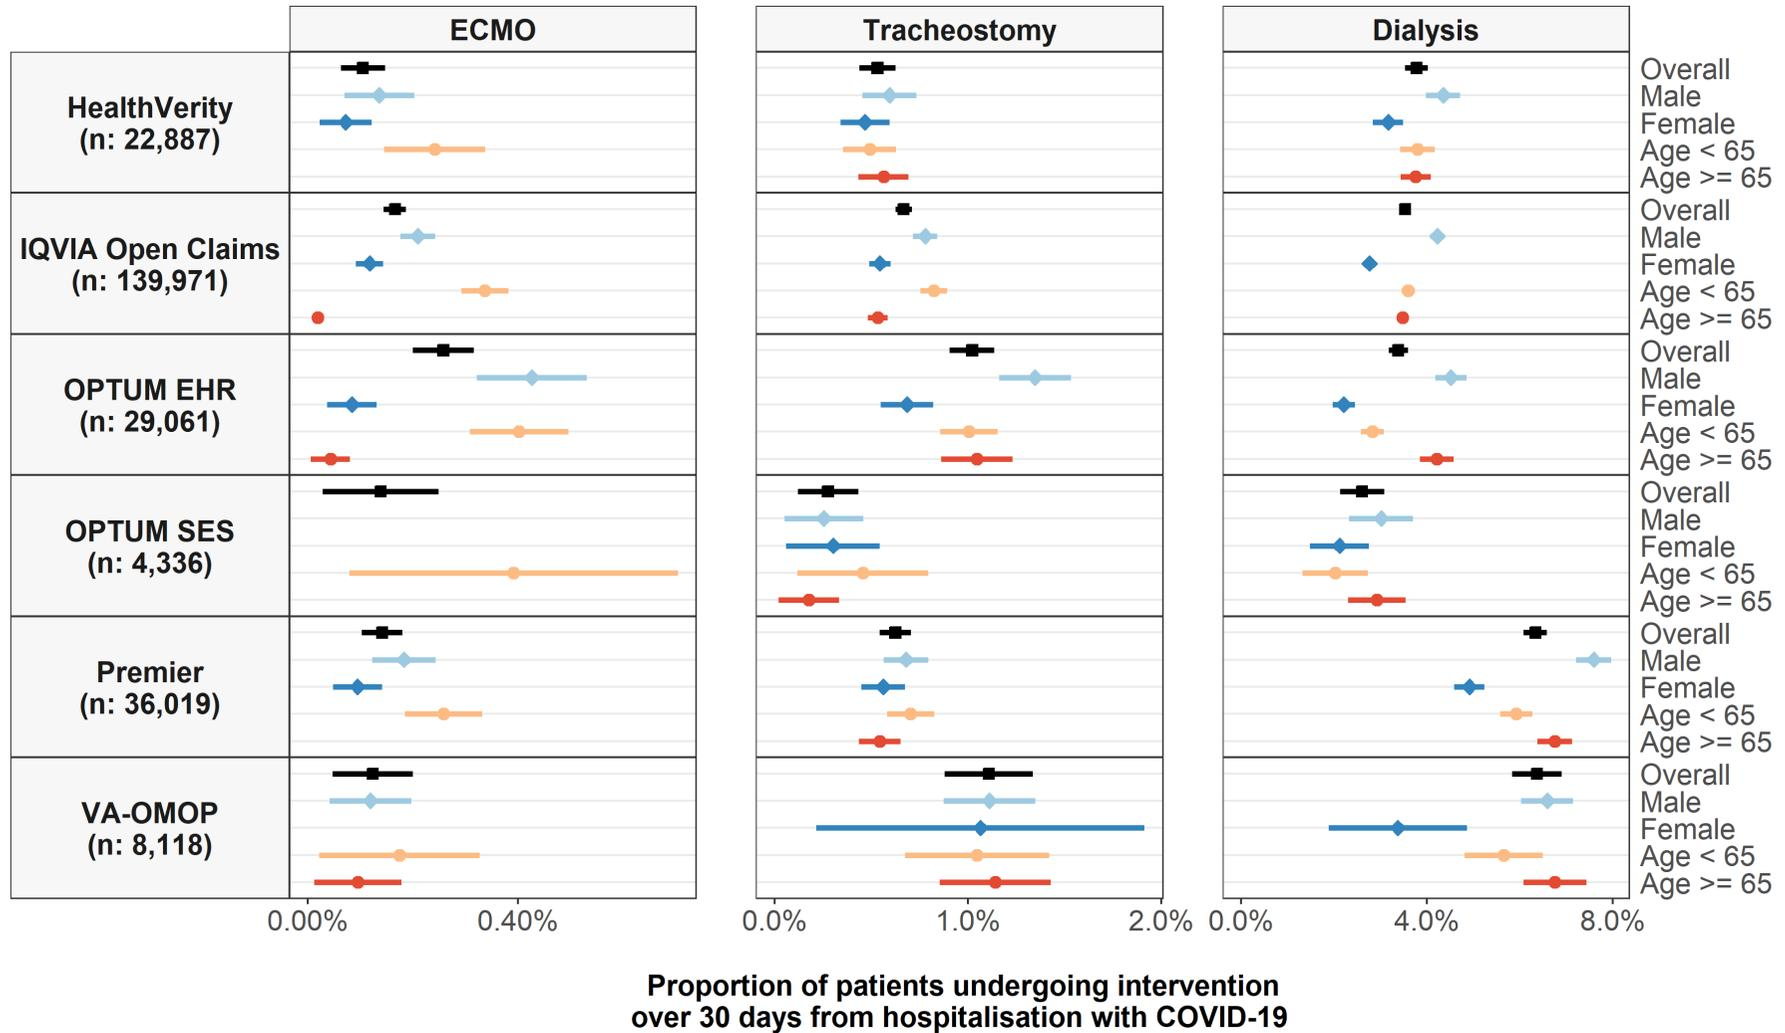 ECMO Tracheostomy Dialysis
HealthVerity
(n: 22,887)
Overall
Male
Female
Age < 65
Age >= 65
IQVIA Open Claims
(n: 139,971)
Overall
Male
Female
Age < 65
Age >= 65
OPTUM EHR
(n: 29,061)
Overall
Male
Female
Age < 65
Age >= 65
OPTUM SES
(n: 4,336)
Overall
Male
Female
Age < 65
Age >= 65
Premier
(n: 36,019)
Overall
Male
Female
Age < 65
Age >= 65
VA-OMOP
(n: 8,118)
Overall
Male
Female
Age < 65
Age >= 65
0.00% 0.40% 0.0% 1.0% 2.0% 0.0% 4.0% 8.0%
Proportion of patients undergoing intervention
over 30 days from hospitalisation with COVID-19